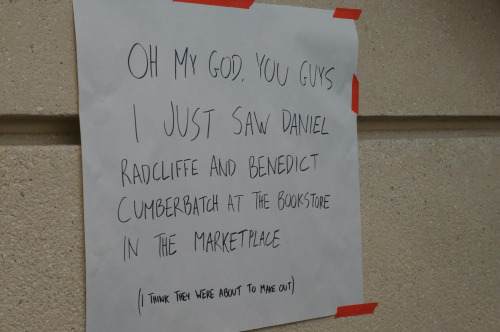 OH MY GOD, YOU GUYS
I JUST SAW DANIEL
RADCLIFFE AND BENEDICT
CUMBERBATCH AT THE BOOKSTORE
IN THE MARKETPLACE
(I THINK THEY WERE ABOUT TO MAKE OUT)